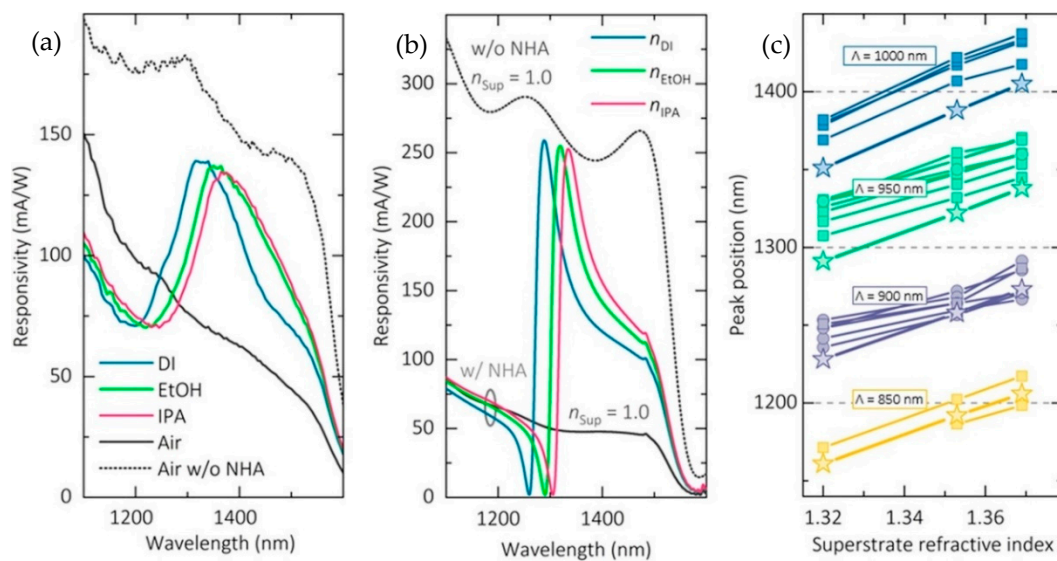 (a)
Responsivity (mA/W)
200
150
100
50
0
DI
EtOH
IPA
Air
Air w/o NHA
1200
1400
Wavelength (nm)
(b)
Responsivity (mA/W)
350
300
250
200
150
100
50
0
w/o NHA
nSup = 1.0
nDI
nEtOH
nIPA
w/ NHA
nSup = 1.0
1200
1400
Wavelength (nm)
(c)
Peak position (nm)
1400
1300
1200
Λ = 1000 nm
Λ = 950 nm
Λ = 900 nm
Λ = 850 nm
1.32
1.34
1.36
Superstrate refractive index